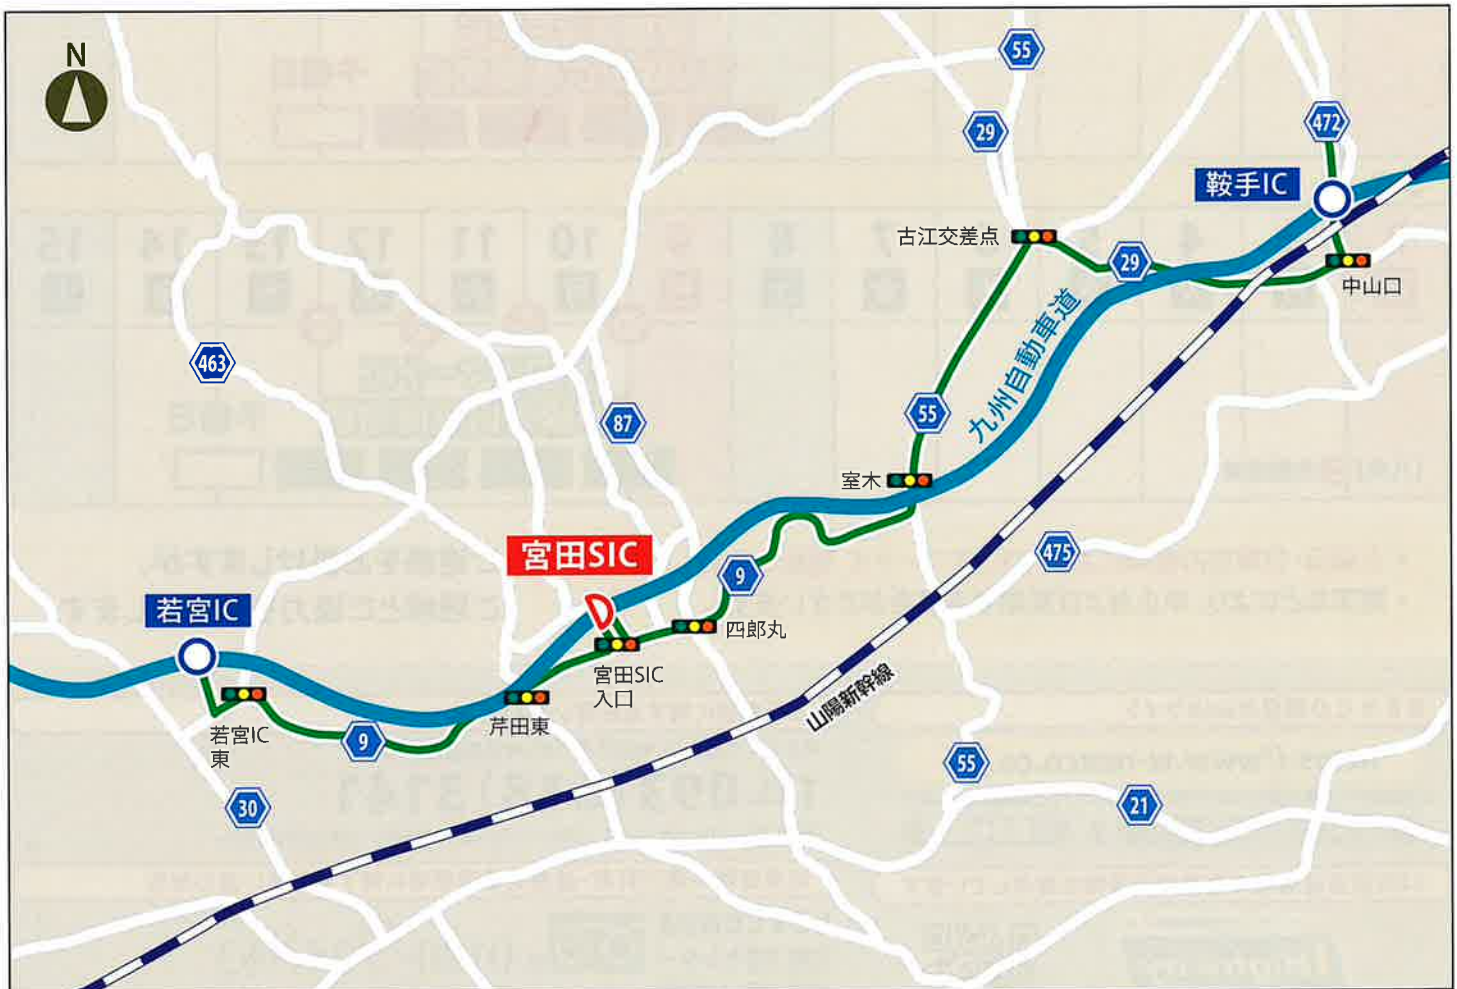 N
55
29
472
鞍手IC
古江交差点
29
中山口
九州自動車道
463
87
55
室木
宮田SIC
475
9
若宮IC
四郎丸
宮田SIC
入口
芹田東
山陽新幹線
若宮IC
東
9
55
30
21